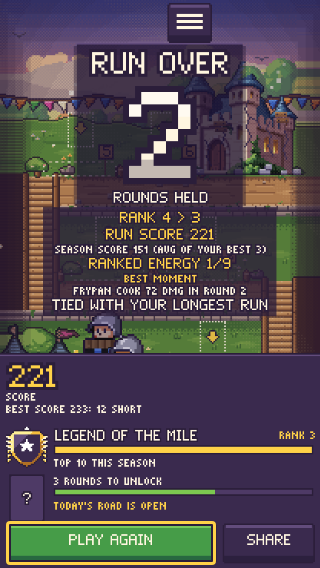 RUN OVER
2
ROUNDS HELD
RANK 4 > 3
RUN SCORE 221
SEASON SCORE 151 (AVG OF YOUR BEST 3)
RANKED ENERGY 1/9
BEST MOMENT
FRYPAN COOK 72 DMG IN ROUND 2
TIED WITH YOUR LONGEST RUN
221
SCORE
BEST SCORE 233: 12 SHORT
LEGEND OF THE MILE RANK 3
TOP 10 THIS SEASON
3 ROUNDS TO UNLOCK
?
TODAY'S ROAD IS OPEN
PLAY AGAIN SHARE